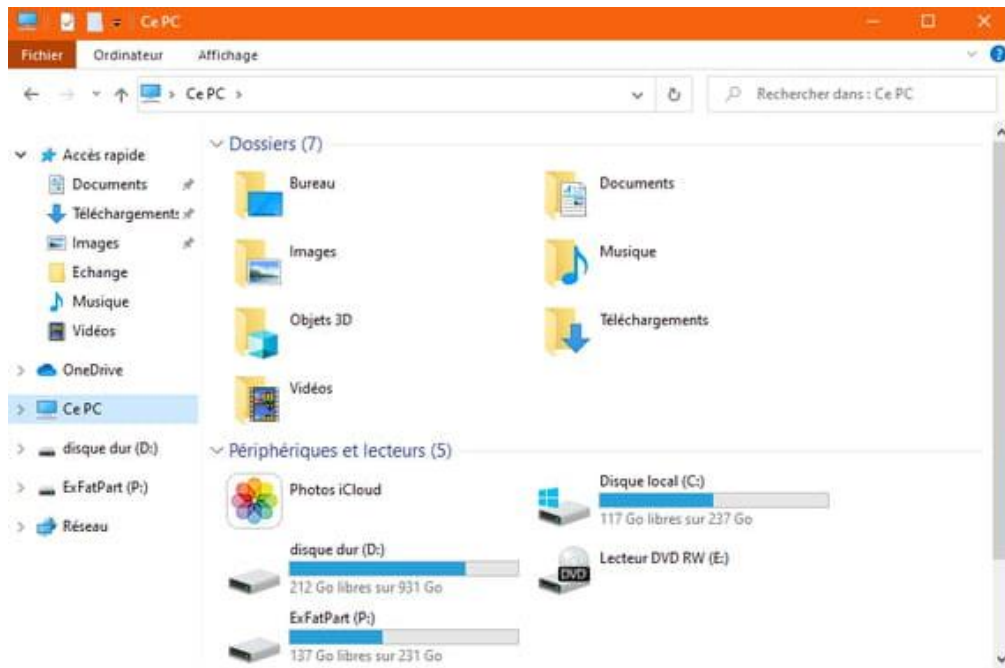 Ce PC
Fichier Ordinateur Affichage
Ce PC
Rechercher dans : Ce PC
Accès rapide
Documents
Téléchargements
Images
Echange
Musique
Vidéos
OneDrive
Ce PC
disque dur (D:)
ExFatPart (P:)
Réseau
Dossiers (7)
Bureau
Documents
Images
Musique
Objets 3D
Téléchargements
Vidéos
Périphériques et lecteurs (5)
Photos iCloud
Disque local (C:)
117 Go libres sur 237 Go
disque dur (D:)
212 Go libres sur 931 Go
Lecteur DVD RW (E:)
DVD
ExFatPart (P:)
137 Go libres sur 231 Go